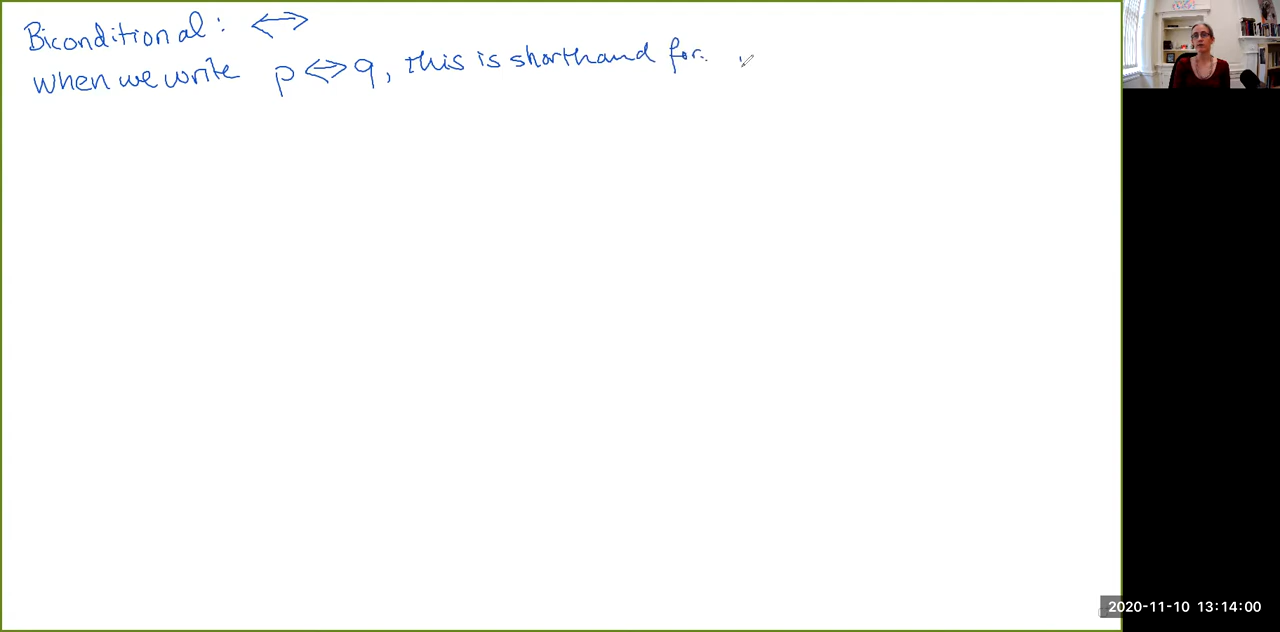 Biconditional: ⟺
when we write p ⟺ q, this is shorthand for:
2020-11-10 13:14:00